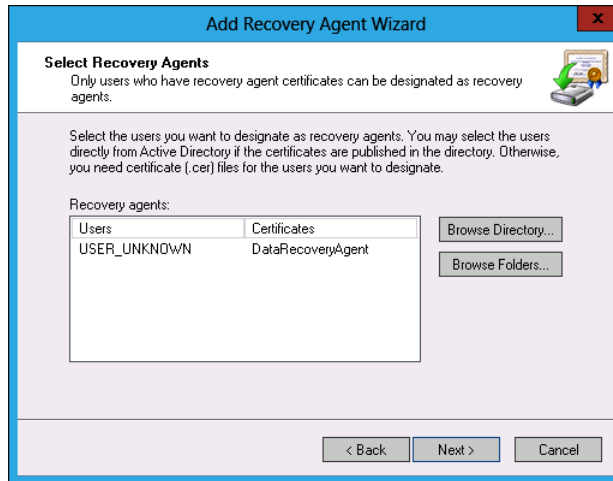 Add Recovery Agent Wizard
x
Select Recovery Agents
Only users who have recovery agent certificates can be designated as recovery
agents.
Select the users you want to designate as recovery agents. You may select the users
directly from Active Directory if the certificates are published in the directory. Otherwise,
you need certificate (.cer) files for the users you want to designate.
Recovery agents:
Users Certificates
USER_UNKNOWN DataRecoveryAgent
Browse Directory...
Browse Folders...
< Back Next > Cancel